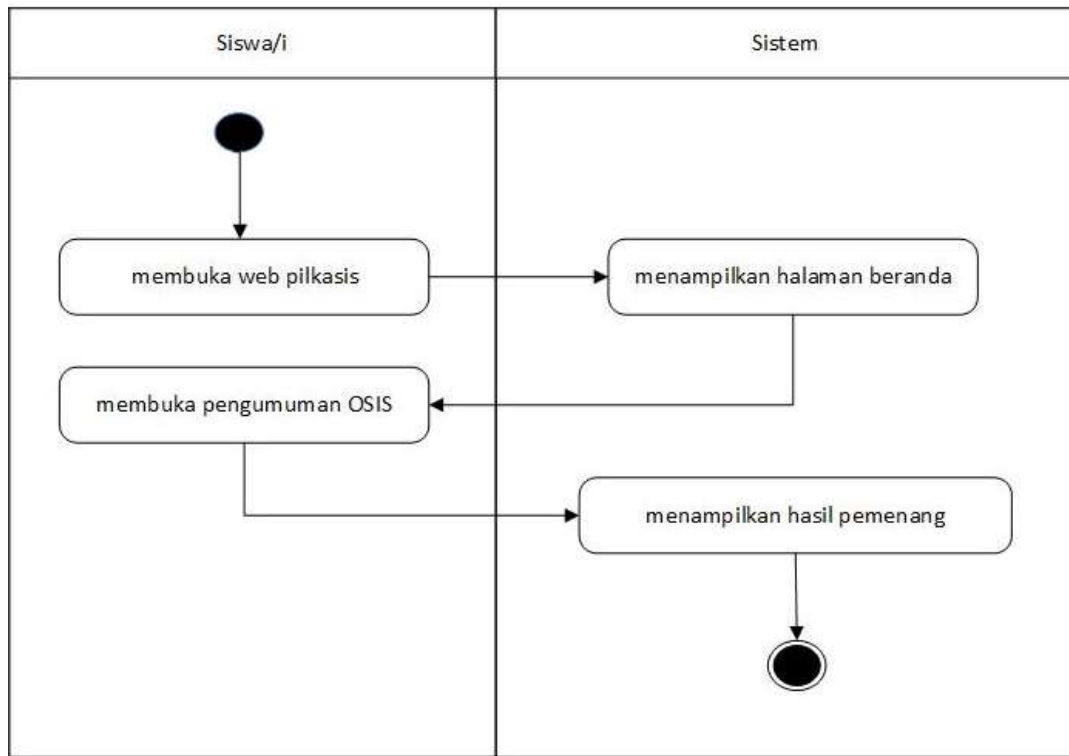 Siswa/i
Sistem
membuka web pilkasis
menampilkan halaman beranda
membuka pengumuman OSIS
menampilkan hasil pemenang